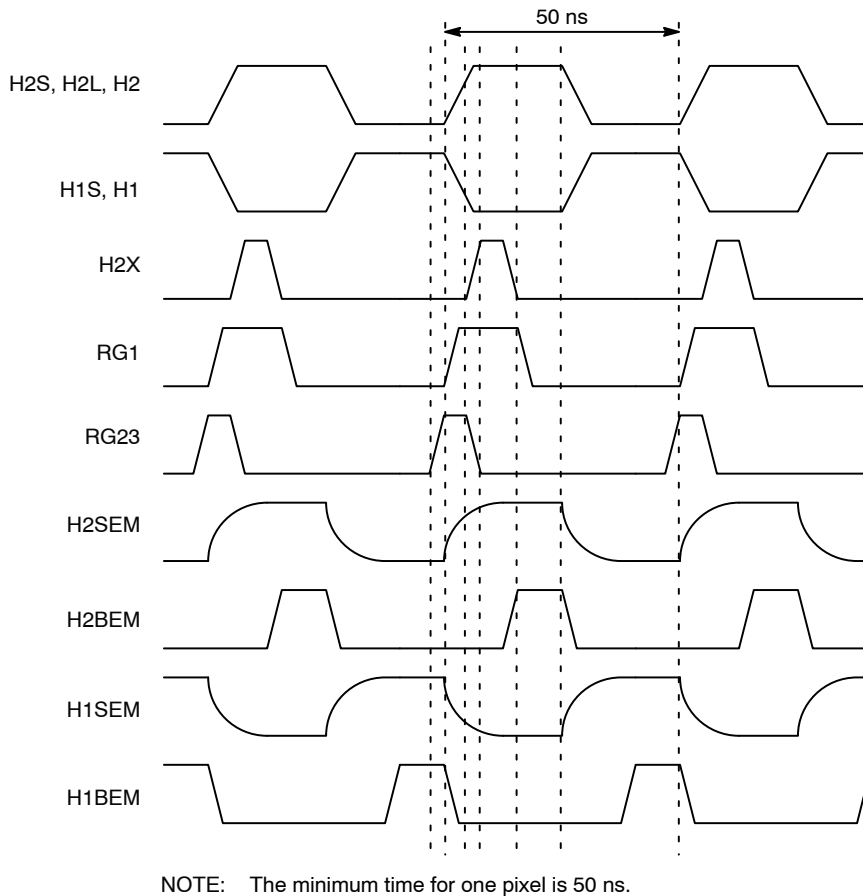 50 ns
H2S, H2L, H2
H1S, H1
H2X
RG1
RG23
H2SEM
H2BEM
H1SEM
H1BEM
NOTE: The minimum time for one pixel is 50 ns.